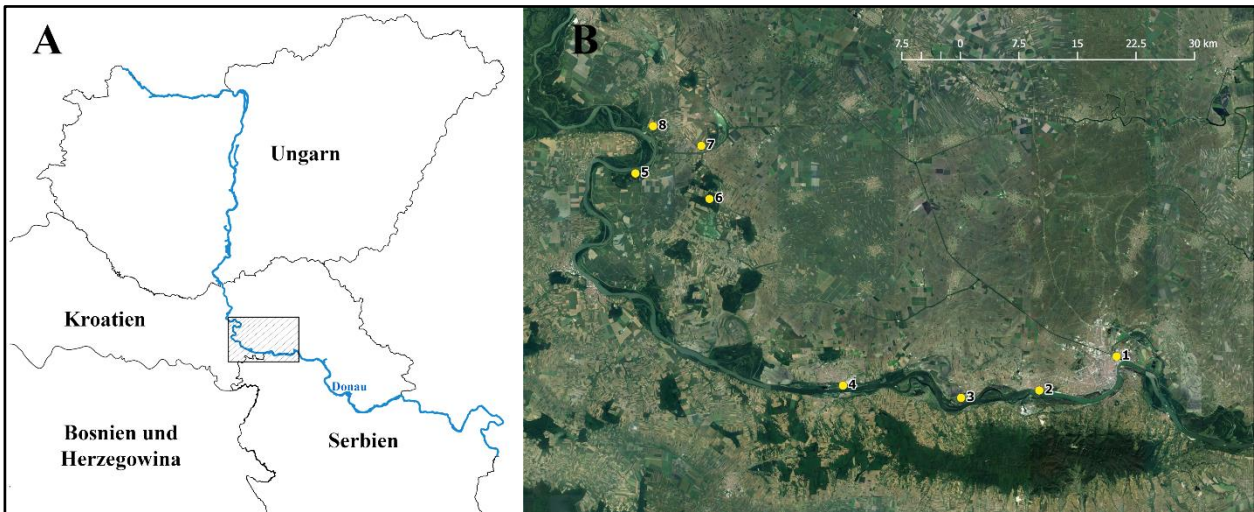 A
Ungarn
Kroatien
Donau
Bosnien und
Herzegowina
Serbien
B
7.5 0 7.5 15 22.5 30 km
8
7
5
6
1
4
2
3